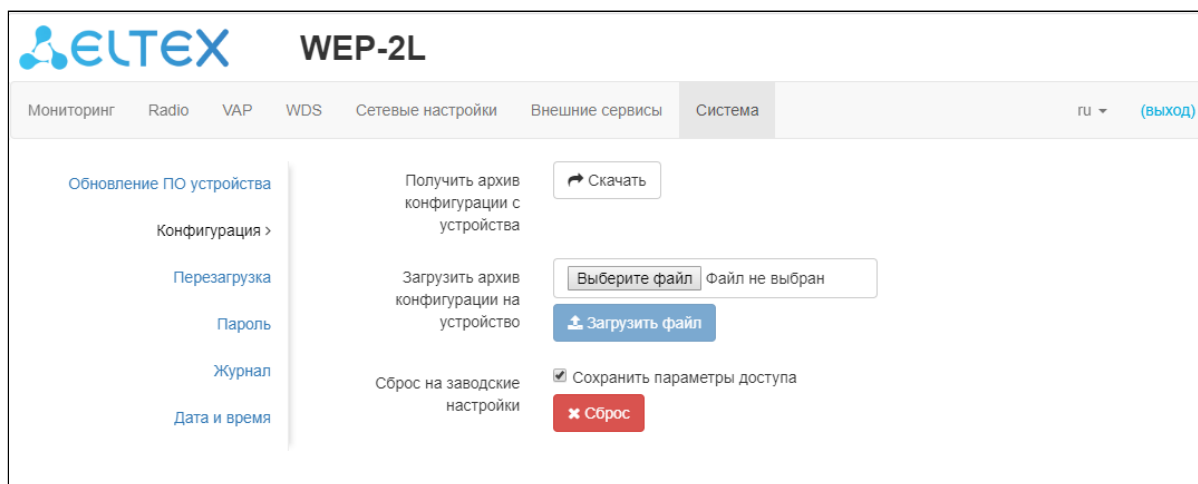 ELTEX WEP-2L
Мониторинг Radio VAP WDS Сетевые настройки Внешние сервисы Система ru (выход)
Обновление ПО устройства
Конфигурация >
Перезагрузка
Пароль
Журнал
Дата и время
Получить архив
конфигурации с
устройства
Скачать
Загрузить архив
конфигурации на
устройство
Выберите файл Файл не выбран
Загрузить файл
Сброс на заводские
настройки
Сохранить параметры доступа
Сброс